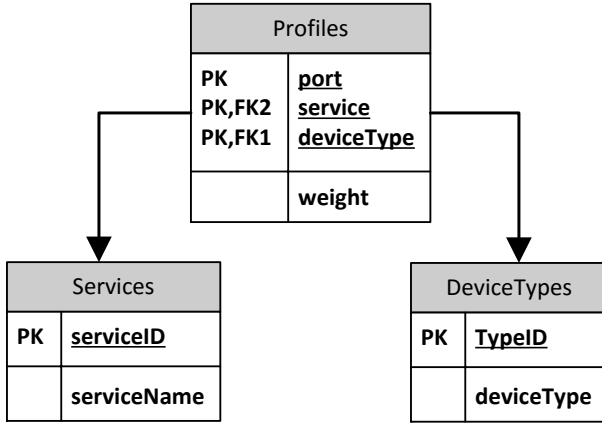 Profiles
PK port
PK,FK2 service
PK,FK1 deviceType
weight
Services
PK serviceID
serviceName
DeviceTypes
PK TypeID
deviceType